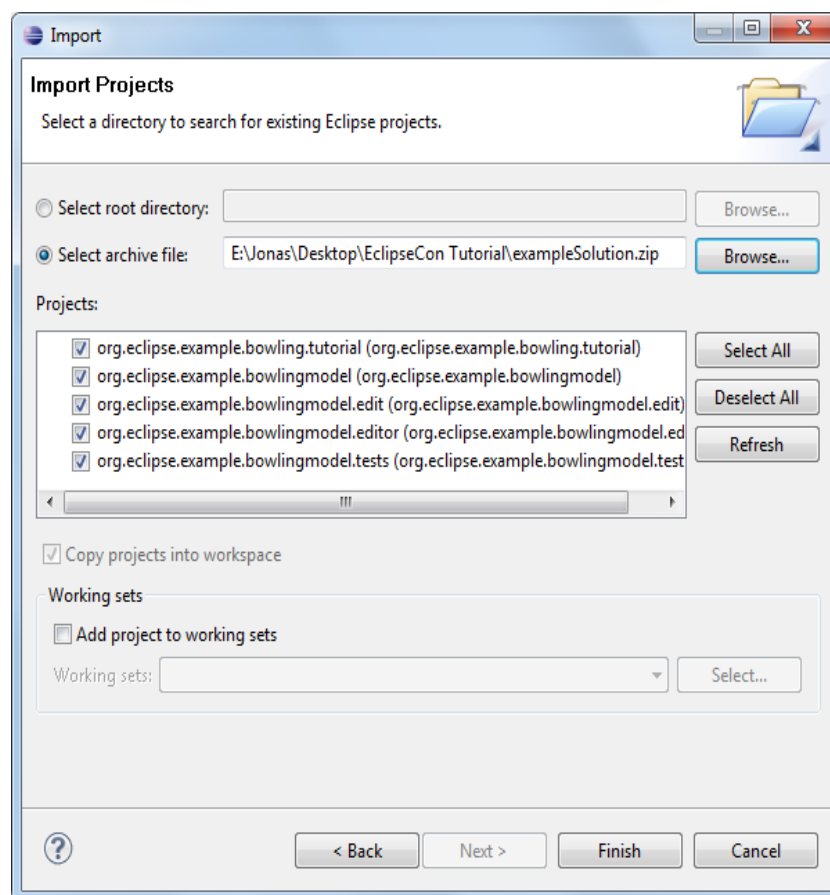 Import
Import Projects
Select a directory to search for existing Eclipse projects.
Select root directory: Browse...
Select archive file: E:\Jonas\Desktop\EclipseCon Tutorial\exampleSolution.zip Browse...
Projects:
org.eclipse.example.bowling.tutorial (org.eclipse.example.bowling.tutorial) Select All
org.eclipse.example.bowlingmodel (org.eclipse.example.bowlingmodel)
org.eclipse.example.bowlingmodel.edit (org.eclipse.example.bowlingmodel.edit) Deselect All
org.eclipse.example.bowlingmodel.editor (org.eclipse.example.bowlingmodel.ed Refresh
org.eclipse.example.bowlingmodel.tests (org.eclipse.example.bowlingmodel.test
Copy projects into workspace
Working sets
Add project to working sets
Working sets: Select...
? < Back Next > Finish Cancel